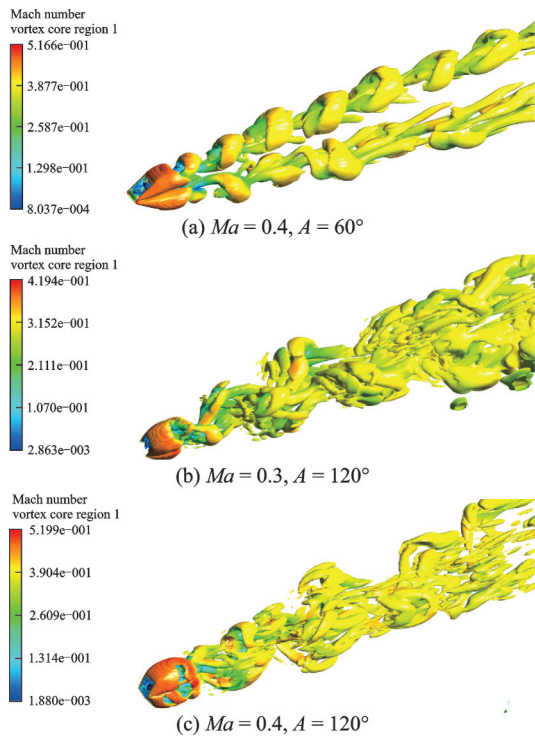 Mach number
vortex core region 1
5.166e−001
3.877e−001
2.587e−001
1.298e−001
8.037e−004
(a) Ma = 0.4, A = 60°
Mach number
vortex core region 1
4.194e−001
3.152e−001
2.111e−001
1.070e−001
2.863e−003
(b) Ma = 0.3, A = 120°
Mach number
vortex core region 1
5.199e−001
3.904e−001
2.609e−001
1.314e−001
1.880e−003
(c) Ma = 0.4, A = 120°